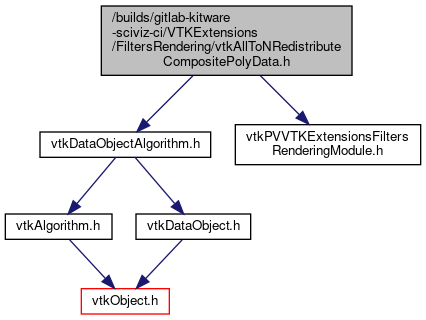 /builds/gitlab-kitware
-sciviz-ci/VTKExtensions
/FiltersRendering/vtkAllToNRedistribute
CompositePolyData.h
vtkDataObjectAlgorithm.h
vtkPVVTKExtensionsFilters
RenderingModule.h
vtkAlgorithm.h
vtkDataObject.h
vtkObject.h